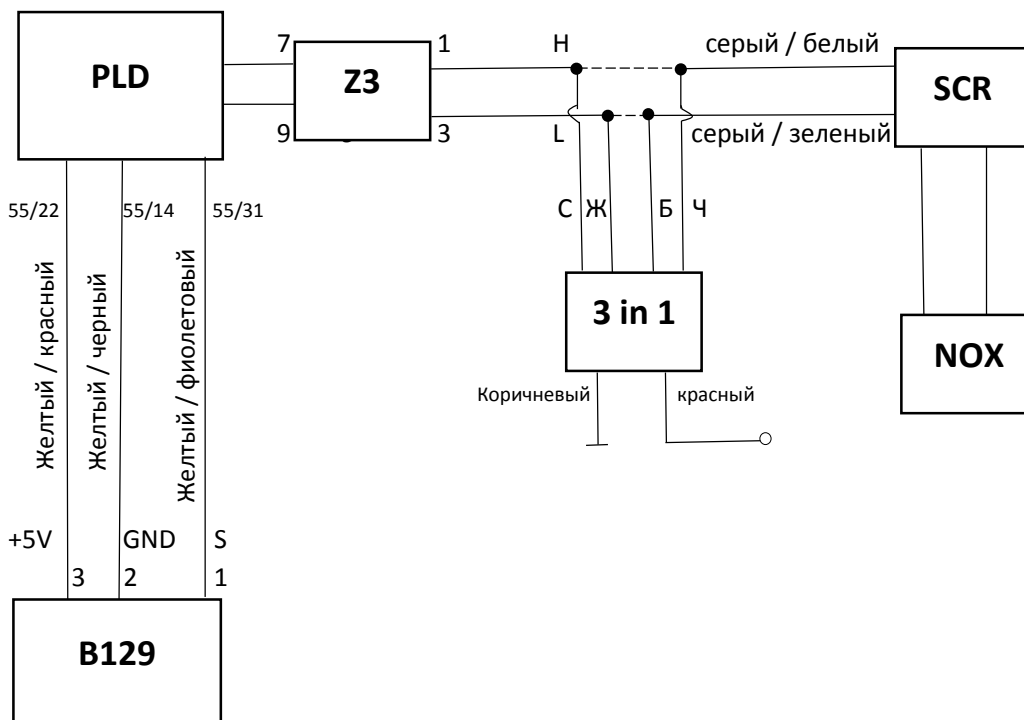 PLD
7
9
Z3
1
3
H
L
серый / белый
серый / зеленый
SCR
55/22
55/14
55/31
С
Ж
Б
Ч
Желтый / красный
Желтый / черный
Желтый / фиолетовый
3 in 1
NOX
Коричневый
красный
+5V
GND
S
3
2
1
B129